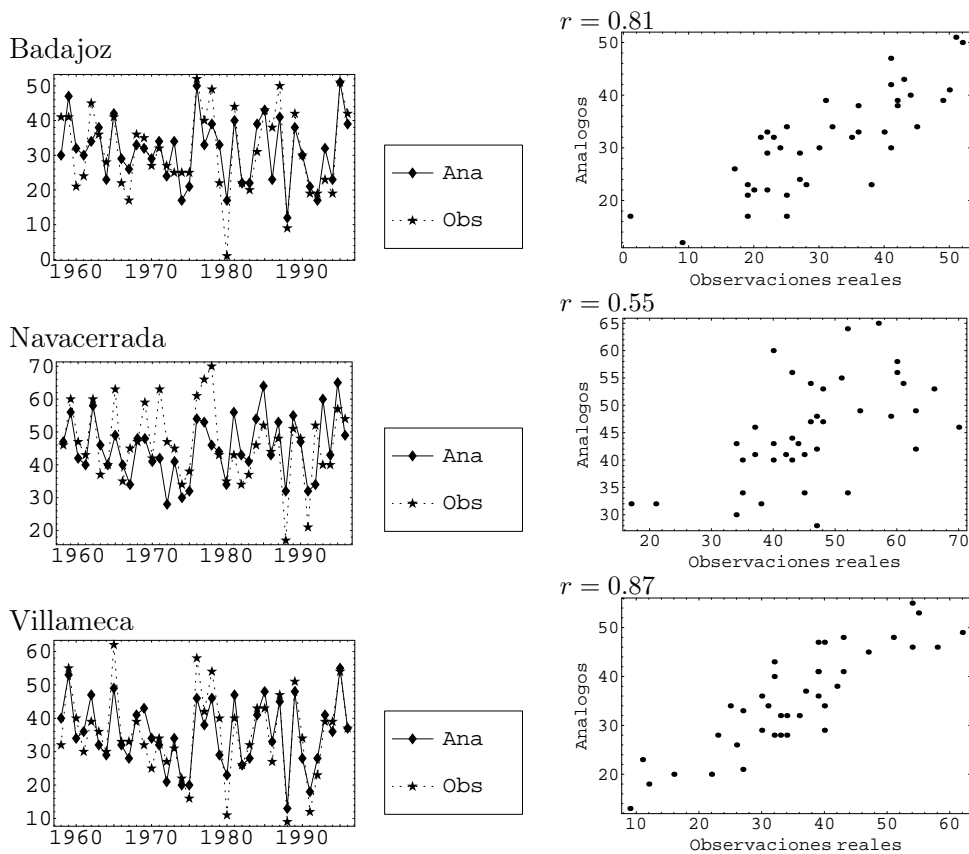 Badajoz
50
40
30
20
10
0
1960 1970 1980 1990
Ana
Obs
r = 0.81
50
40
30
20
Analogos
0 10 20 30 40 50
Observaciones reales
Navacerrada
70
60
50
40
30
20
1960 1970 1980 1990
Ana
Obs
r = 0.55
65
60
55
50
45
40
35
30
Analogos
20 30 40 50 60 70
Observaciones reales
Villameca
60
50
40
30
20
10
1960 1970 1980 1990
Ana
Obs
r = 0.87
50
40
30
20
Analogos
10 20 30 40 50 60
Observaciones reales